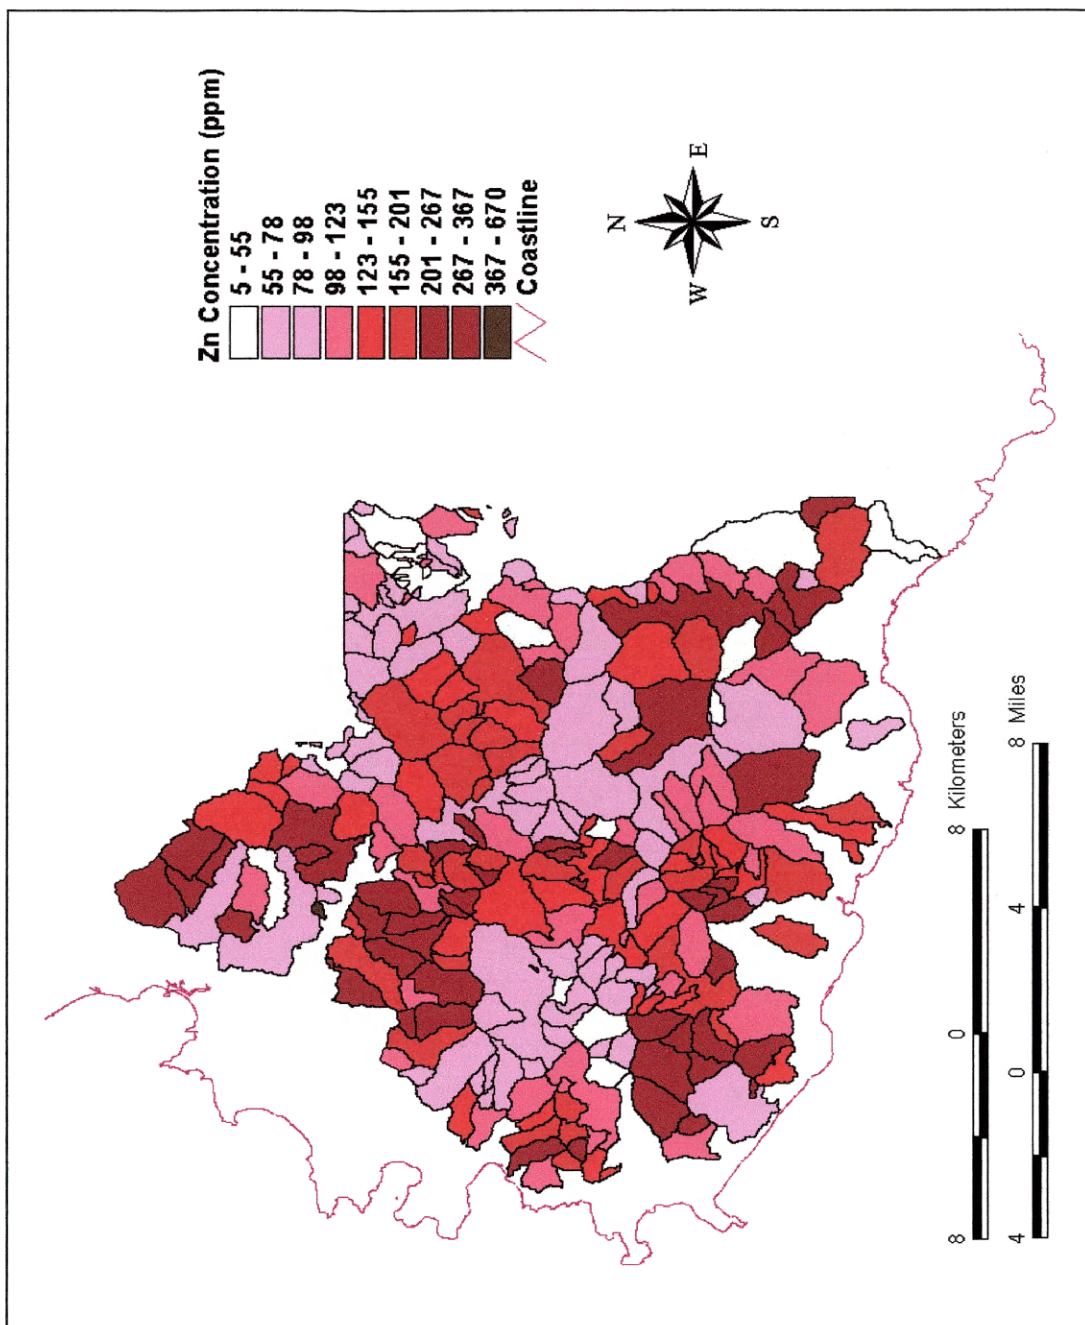 Zn Concentration (ppm)
5 - 55
55 - 78
78 - 98
98 - 123
123 - 155
155 - 201
201 - 267
267 - 367
367 - 670
Coastline
N
W
E
S
8 0 8 Kilometers
4 0 4 8 Miles